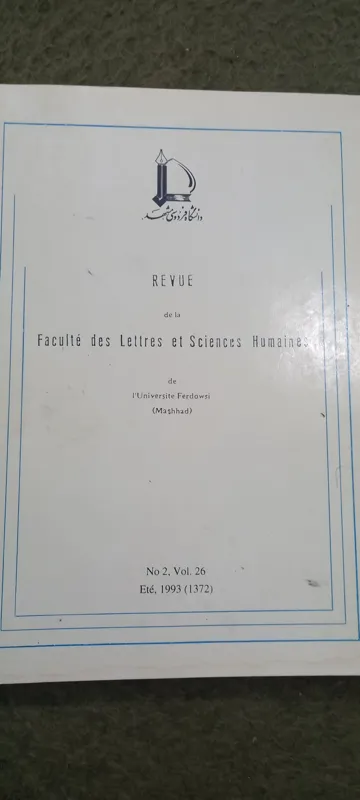 دانشگاه فردوسی مشهد
REVUE
de la
Faculté des Lettres et Sciences Humaines
de
l'Universite Ferdowsi
(Mashhad)
No 2, Vol. 26
Eté, 1993 (1372)